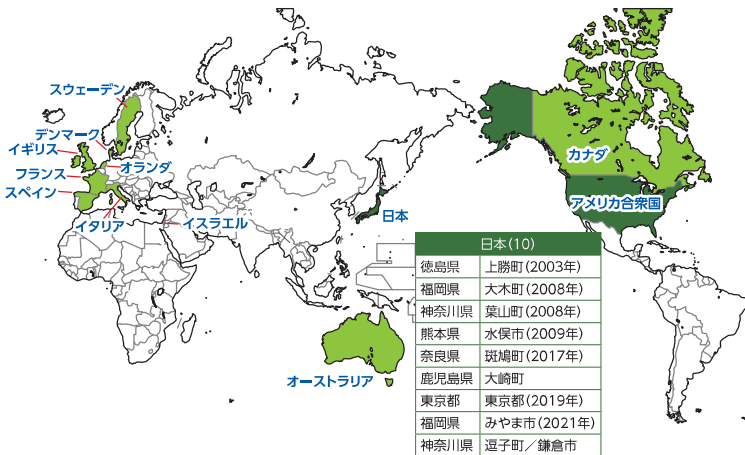 スウェーデン
デンマーク
イギリス
オランダ
フランス
スペイン
イタリア
イスラエル
日本
カナダ
アメリカ合衆国
オーストラリア
日本(10)
徳島県 上勝町(2003年)
福岡県 大木町(2008年)
神奈川県 葉山町(2008年)
熊本県 水俣市(2009年)
奈良県 斑鳩町(2017年)
鹿児島県 大崎町
東京都 東京都(2019年)
福岡県 みやま市(2021年)
神奈川県 逗子町/鎌倉市